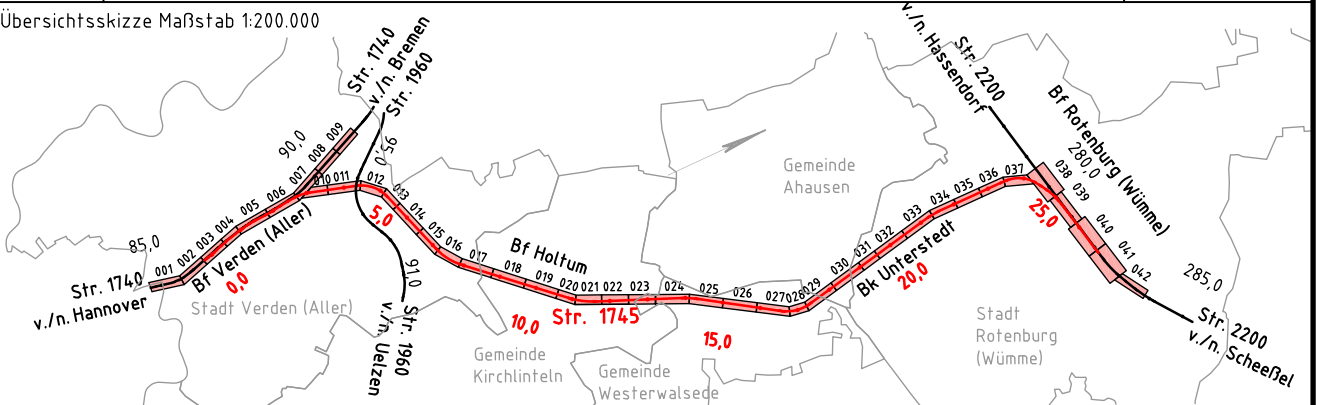 Übersichtsskizze Maßstab 1:200.000
Str. 1740
v./n. Bremen
Str. 1960
90,0
95,0
85,0
Str. 1740
v./n. Hannover
001
002
003
004
005
006
007
008
009
010
011
012
013
014
015
016
017
018
019
020
021
022
023
024
025
026
027
028
029
030
031
032
033
034
035
036
037
038
039
040
041
042
Bf Verden (Aller)
0,0
Stadt Verden (Aller)
5,0
91,0
Str. 1960
v./n. Uelzen
Bf Holtum
10,0
Str. 1745
15,0
Gemeinde
Kirchlinteln
Gemeinde
Westerwalsede
Gemeinde
Ahausen
Bk Unterstedt
20,0
v./n. Hassendorf
Str. 2200
Bf Rotenburg (Wümme)
280,0
25,0
285,0
Stadt
Rotenburg
(Wümme)
Str. 2200
v./n. Scheeßel